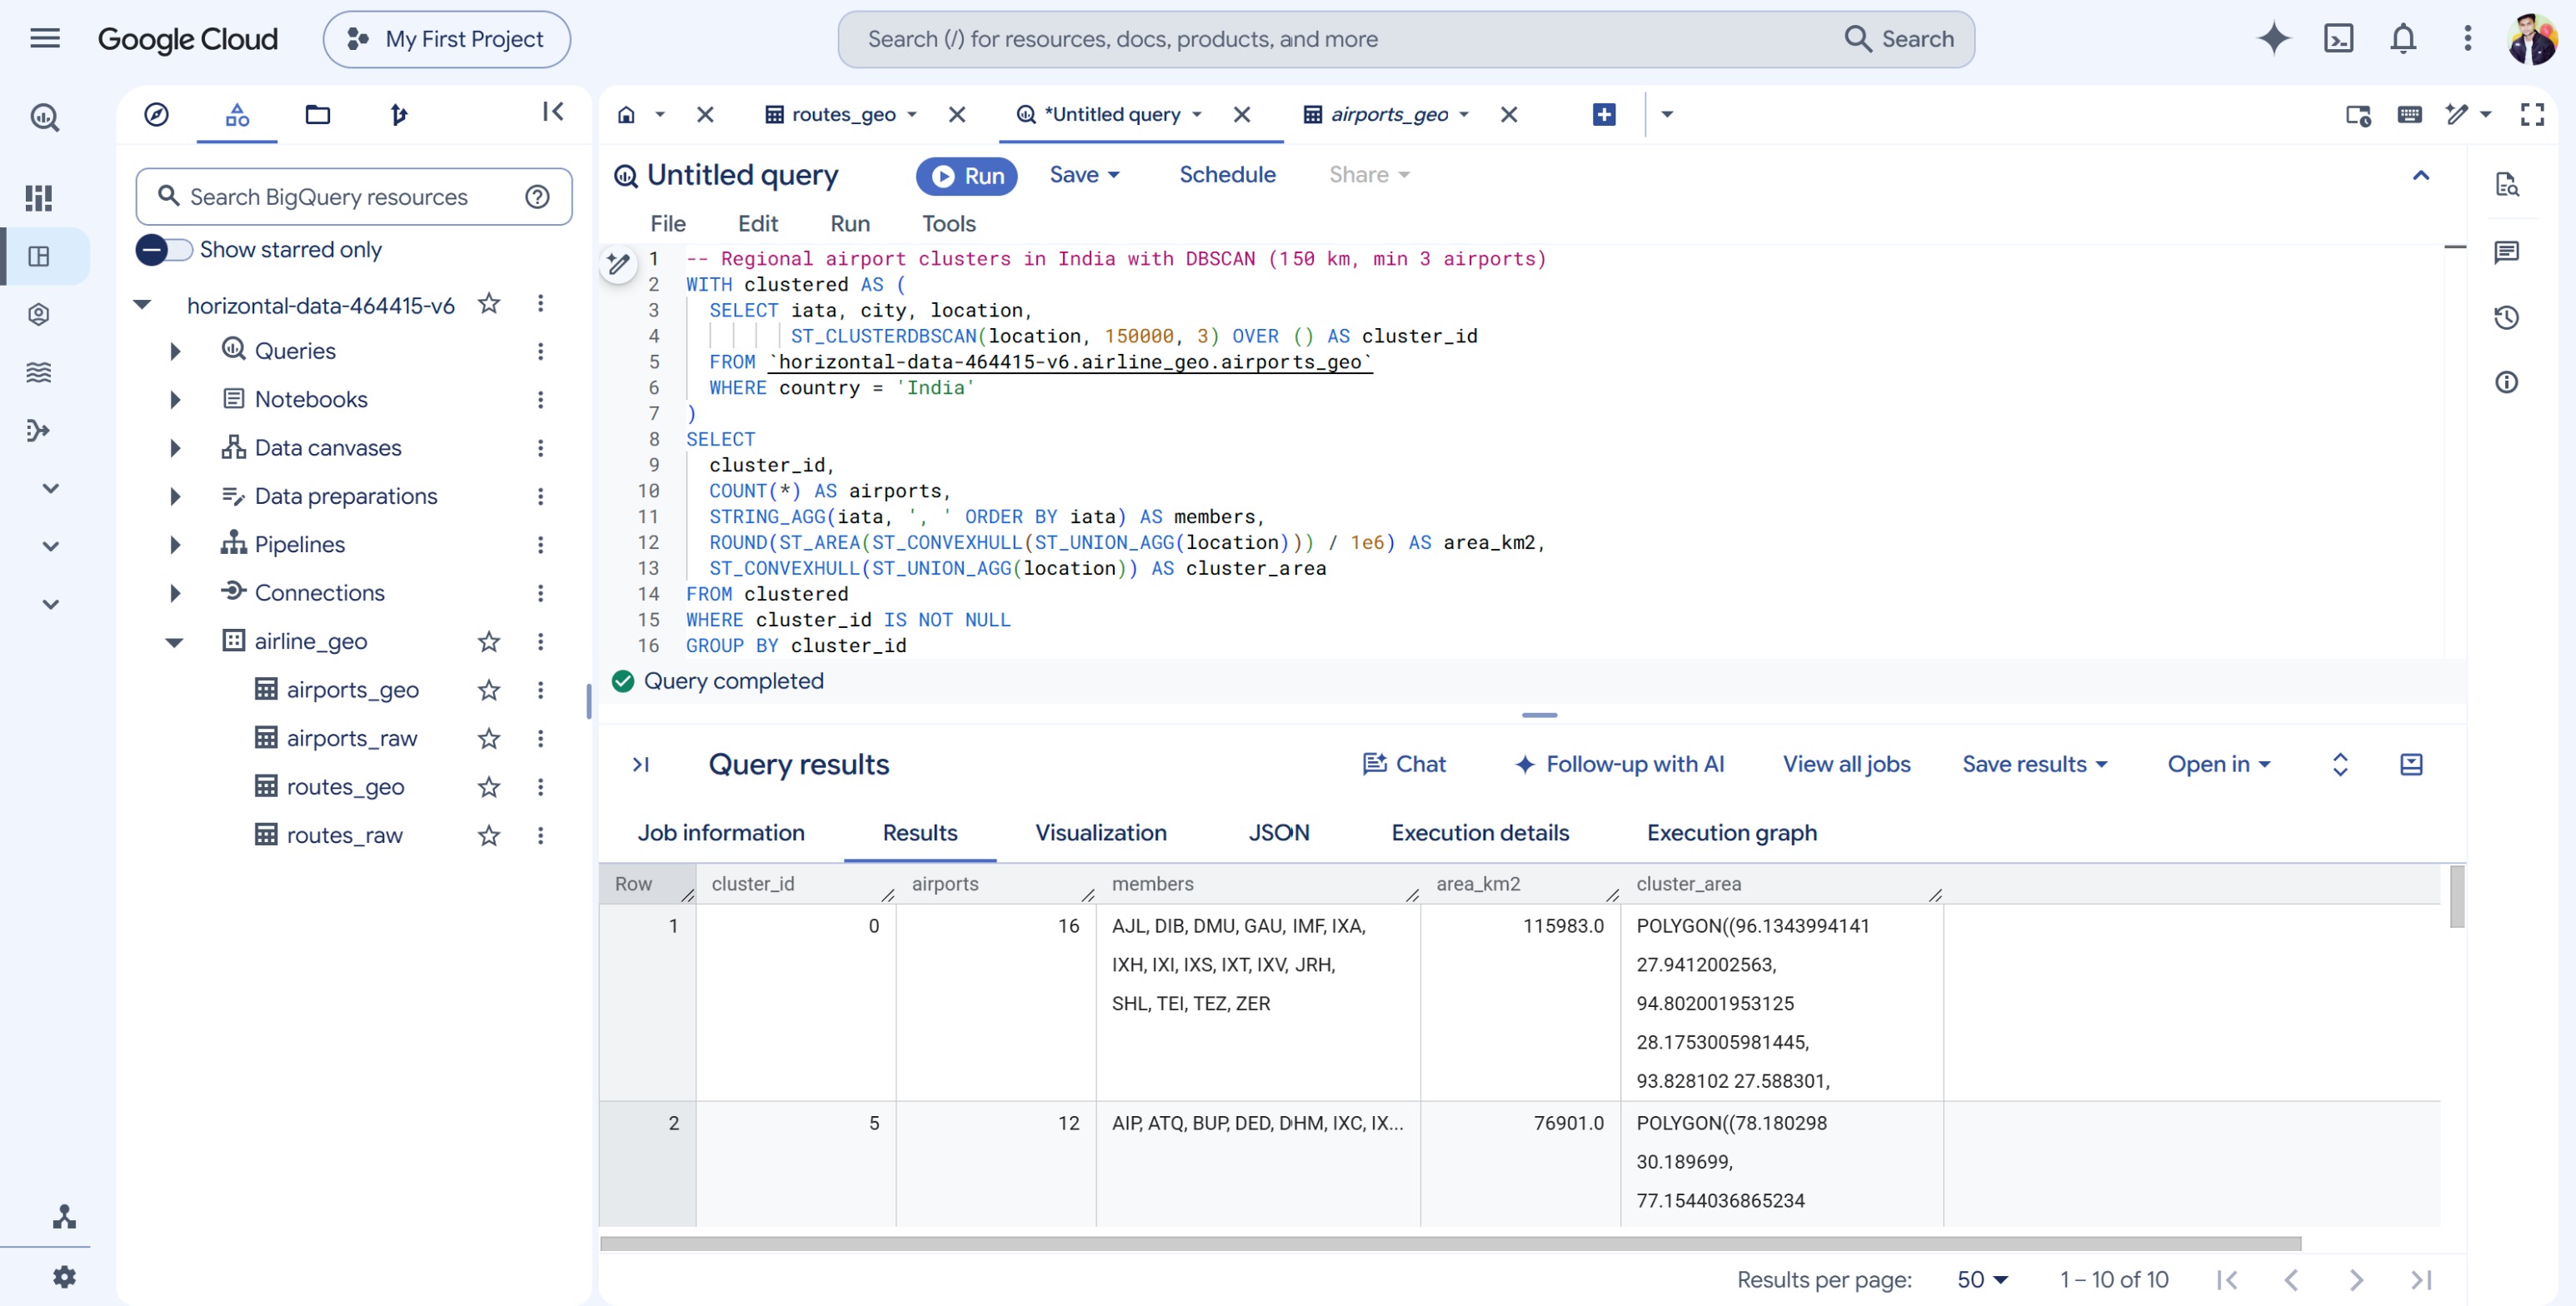 Google Cloud
My First Project
Search (/) for resources, docs, products, and more
Search
routes_geo
*Untitled query
airports_geo
Search BigQuery resources
Show starred only
horizontal-data-464415-v6
Queries
Notebooks
Data canvases
Data preparations
Pipelines
Connections
airline_geo
airports_geo
airports_raw
routes_geo
routes_raw
Untitled query
Run
Save
Schedule
Share
File Edit Run Tools
1 -- Regional airport clusters in India with DBSCAN (150 km, min 3 airports)
2 WITH clustered AS (
3 SELECT iata, city, location,
4 ST_CLUSTERDBSCAN(location, 150000, 3) OVER () AS cluster_id
5 FROM `horizontal-data-464415-v6.airline_geo.airports_geo`
6 WHERE country = 'India'
7 )
8 SELECT
9 cluster_id,
10 COUNT(*) AS airports,
11 STRING_AGG(iata, ', ' ORDER BY iata) AS members,
12 ROUND(ST_AREA(ST_CONVEXHULL(ST_UNION_AGG(location))) / 1e6) AS area_km2,
13 ST_CONVEXHULL(ST_UNION_AGG(location)) AS cluster_area
14 FROM clustered
15 WHERE cluster_id IS NOT NULL
16 GROUP BY cluster_id
Query completed
Query results
Chat
Follow-up with AI
View all jobs
Save results
Open in
Job information Results Visualization JSON Execution details Execution graph
Row cluster_id airports members area_km2 cluster_area
1 0 16 AJL, DIB, DMU, GAU, IMF, IXA, 115983.0 POLYGON((96.1343994141
IXH, IXI, IXS, IXT, IXV, JRH, 27.9412002563,
SHL, TEI, TEZ, ZER 94.802001953125
28.1753005981445,
93.828102 27.588301,
2 5 12 AIP, ATQ, BUP, DED, DHM, IXC, IX... 76901.0 POLYGON((78.180298
30.189699,
77.1544036865234
Results per page: 50 1 – 10 of 10